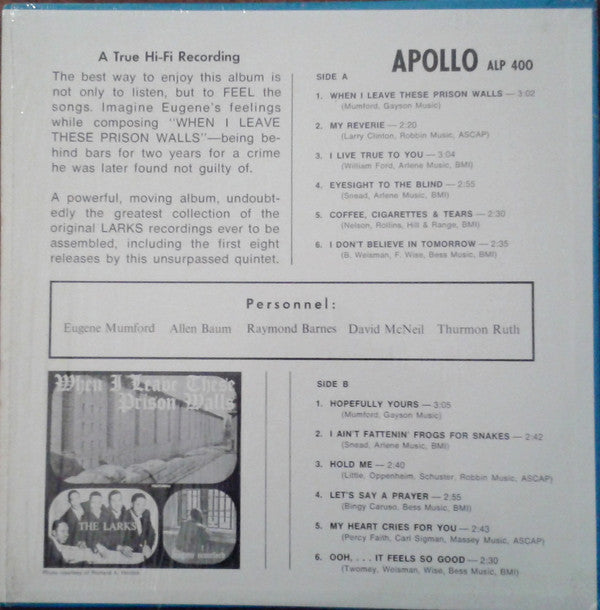 A True Hi-Fi Recording
The best way to enjoy this album is
not only to listen, but to FEEL the
songs. Imagine Eugene's feelings
while composing "WHEN I LEAVE
THESE PRISON WALLS"—being be-
hind bars for two years for a crime
he was later found not guilty of.
A powerful, moving album, undoubt-
edly the greatest collection of the
original LARKS recordings ever to be
assembled, including the first eight
releases by this unsurpassed quintet.
APOLLO ALP 400
SIDE A
1. WHEN I LEAVE THESE PRISON WALLS — 3:02
(Mumford, Gayson Music)
2. MY REVERIE — 2:20
(Larry Clinton, Robbin Music, ASCAP)
3. I LIVE TRUE TO YOU — 3:04
(William Ford, Arlene Music, BMI)
4. EYESIGHT TO THE BLIND — 2:55
(Snead, Arlene Music, BMI)
5. COFFEE, CIGARETTES & TEARS — 2:30
(Nelson, Rollins, Hill & Range, BMI)
6. I DON'T BELIEVE IN TOMORROW — 2:35
(B. Weisman, F. Wise, Bess Music, BMI)
Personnel:
Eugene Mumford Allen Baum Raymond Barnes David McNeil Thurmon Ruth
When I Leave These
Prison Walls
THE LARKS
SIDE B
1. HOPEFULLY YOURS — 3:05
(Mumford, Gayson Music)
2. I AIN'T FATTENIN' FROGS FOR SNAKES — 2:42
(Snead, Arlene Music, BMI)
3. HOLD ME — 2:40
(Little, Oppenheim, Schuster, Robbin Music, ASCAP)
4. LET'S SAY A PRAYER — 2:55
(Bingy Caruso, Bess Music, BMI)
5. MY HEART CRIES FOR YOU — 2:43
(Percy Faith, Carl Sigman, Massey Music, ASCAP)
6. OOH, . . . IT FEELS SO GOOD — 2:30
(Twomey, Weisman, Wise, Bess Music, BMI)
Photo courtesy of Richard A.